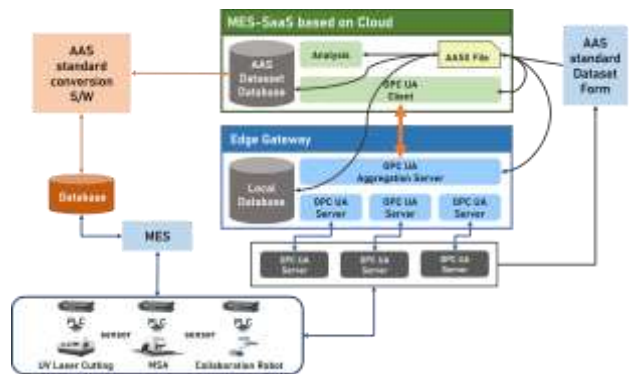 MES-SaaS based on Cloud
AAS
standard
conversion
S/W
AAS
Dataset
Database
Analysis
AASX File
OPC UA
Client
AAS
standard
Dataset
Form
Edge Gateway
OPC UA
Aggregation Server
Local
Database
OPC UA
Server
OPC UA
Server
OPC UA
Server
Database
MES
OPC UA
Server
OPC UA
Server
OPC UA
Server
PLC
sensor
PLC
sensor
PLC
UV Laser Cutting
MSA
Collaboration Robot